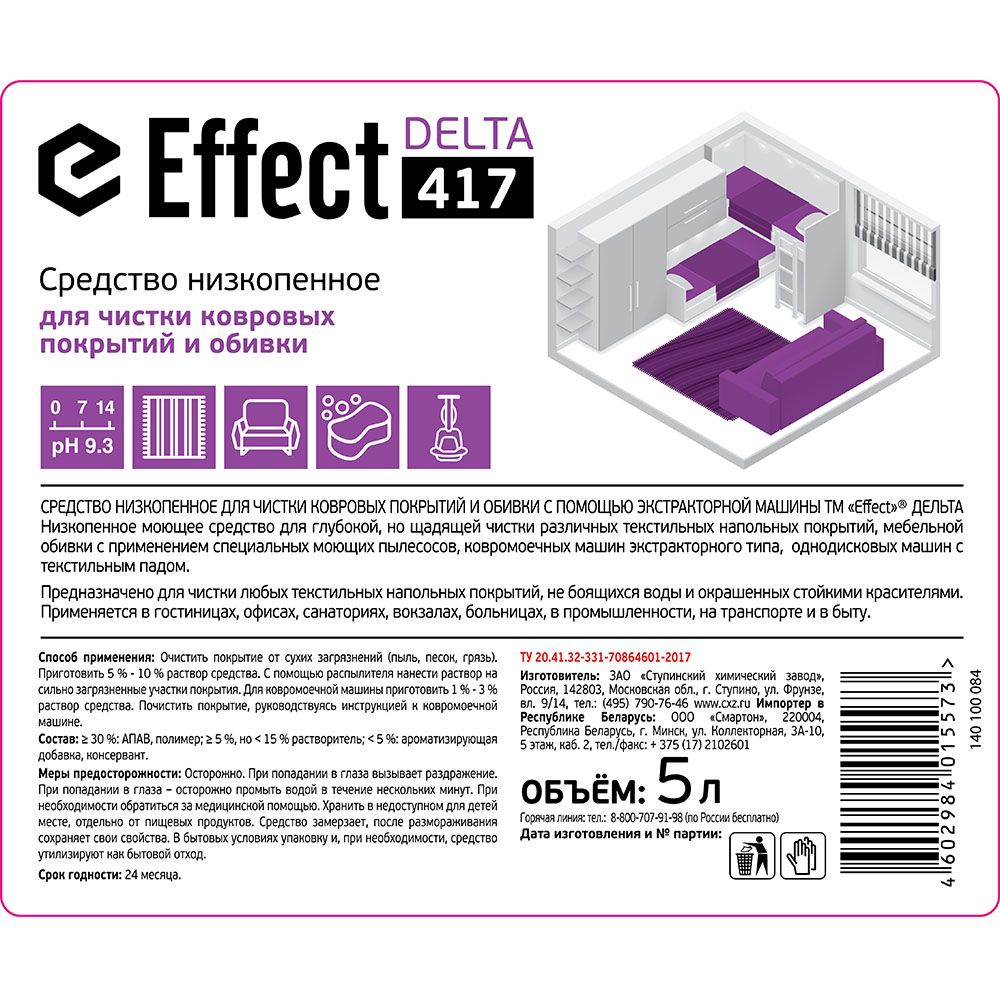 Effect DELTA
417
Средство низкопенное
для чистки ковровых
покрытий и обивки
0 7 14
pH 9.3
СРЕДСТВО НИЗКОПЕННОЕ ДЛЯ ЧИСТКИ КОВРОВЫХ ПОКРЫТИЙ И ОБИВКИ С ПОМОЩЬЮ ЭКСТРАКТОРНОЙ МАШИНЫ ТМ «Effect»® ДЕЛЬТА
Низкопенное моющее средство для глубокой, но щадящей чистки различных текстильных напольных покрытий, мебельной
обивки с применением специальных моющих пылесосов, ковромоечных машин экстракторного типа, однодисковых машин с
текстильным падом.
Предназначено для чистки любых текстильных напольных покрытий, не боящихся воды и окрашенных стойкими красителями.
Применяется в гостиницах, офисах, санаториях, вокзалах, больницах, в промышленности, на транспорте и в быту.
Способ применения: Очистить покрытие от сухих загрязнений (пыль, песок, грязь).
Приготовить 5 % - 10 % раствор средства. С помощью распылителя нанести раствор на
сильно загрязненные участки покрытия. Для ковромоечной машины приготовить 1 % - 3 %
раствор средства. Почистить покрытие, руководствуясь инструкцией к ковромоечной
машине.
Состав: ≥ 30 %: АПАВ, полимер; ≥ 5 %, но < 15 % растворитель; < 5 %: ароматизирующая
добавка, консервант.
Меры предосторожности: Осторожно. При попадании в глаза вызывает раздражение.
При попадании в глаза – осторожно промыть водой в течение нескольких минут. При
необходимости обратиться за медицинской помощью. Хранить в недоступном для детей
месте, отдельно от пищевых продуктов. Средство замерзает, после размораживания
сохраняет свои свойства. В бытовых условиях упаковку и, при необходимости, средство
утилизируют как бытовой отход.
Срок годности: 24 месяца.
ТУ 20.41.32-331-70864601-2017
Изготовитель: ЗАО «Ступинский химический завод»,
Россия, 142803, Московская обл., г. Ступино, ул. Фрунзе,
вл. 9/14, тел.: (495) 790-76-46 www.cxz.ru Импортер в
Республике Беларусь: ООО «Смартон», 220004,
Республика Беларусь, г. Минск, ул. Коллекторная, 3А-10,
5 этаж, каб. 2, тел./факс: + 375 (17) 2102601
ОБЪЁМ: 5 л
Горячая линия: тел.: 8-800-707-91-98 (по России бесплатно)
Дата изготовления и № партии:
4 602984 015573 >
140 100 084